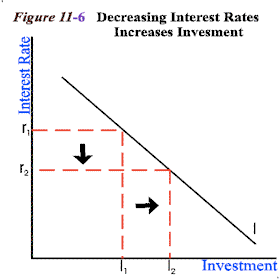 Figure 11-6 Decreasing Interest Rates
Increases Invesment
Interest Rate
r1
r2
I
I1
I2
Investment